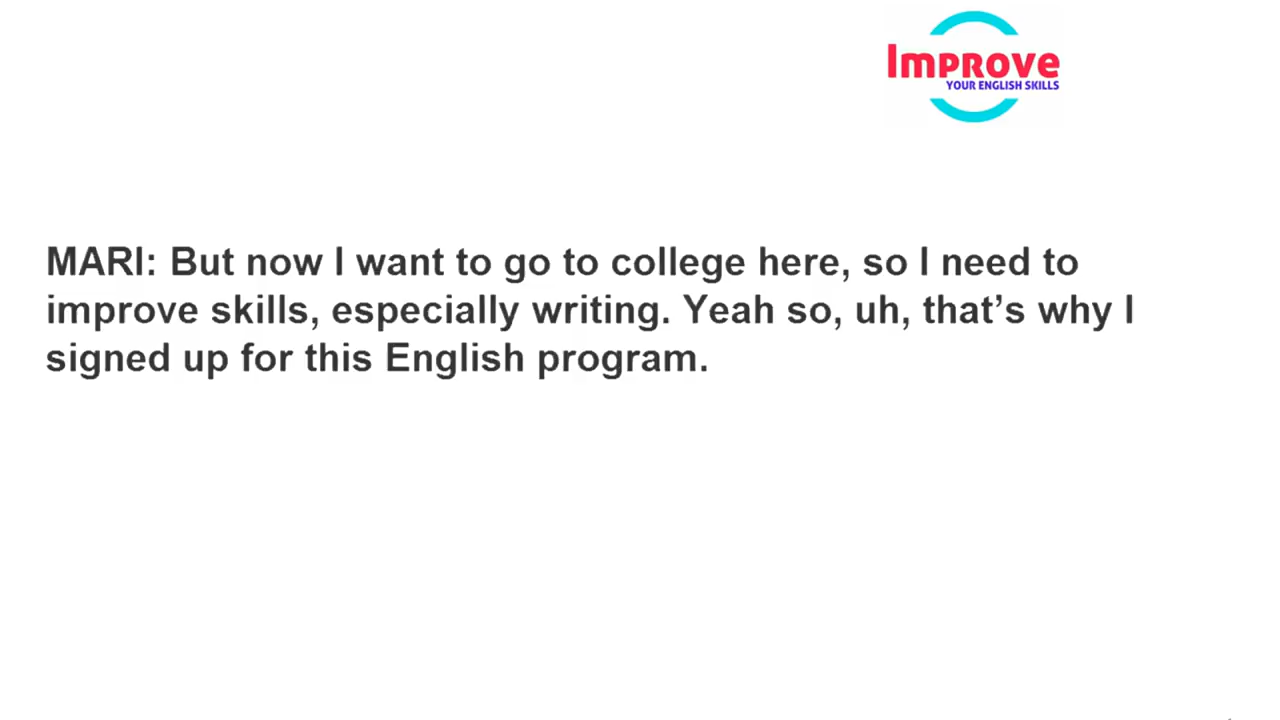 Improve
YOUR ENGLISH SKILLS
MARI: But now I want to go to college here, so I need to
improve skills, especially writing. Yeah so, uh, that’s why I
signed up for this English program.